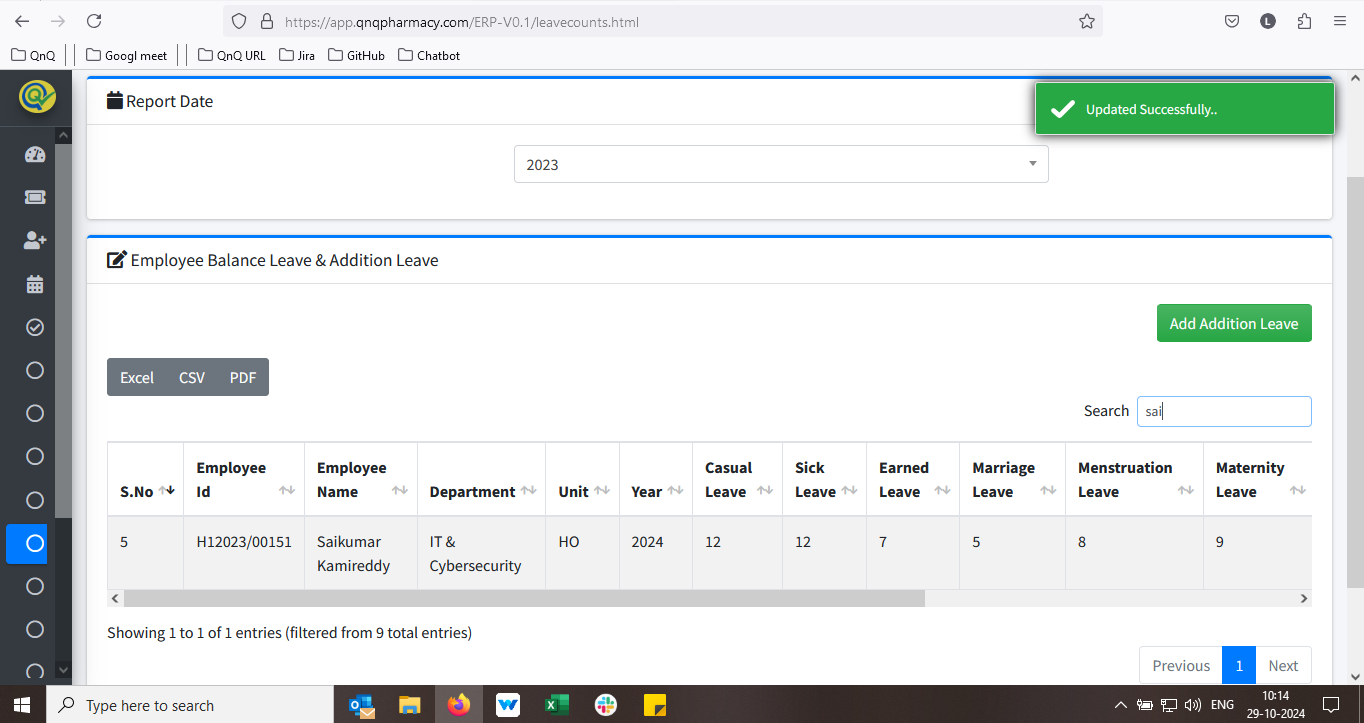 https://app.qnqpharmacy.com/ERP-V0.1/leavecounts.html
L
QnQ
Googl meet
QnQ URL
Jira
GitHub
Chatbot
Report Date
Updated Successfully..
2023
Employee Balance Leave & Addition Leave
Add Addition Leave
Excel CSV PDF
Search sai
S.No Employee Id Employee Name Department Unit Year Casual Leave Sick Leave Earned Leave Marriage Leave Menstruation Leave Maternity Leave
5 H12023/00151 Saikumar Kamireddy IT & Cybersecurity HO 2024 12 12 7 5 8 9
Showing 1 to 1 of 1 entries (filtered from 9 total entries)
Previous 1 Next
Type here to search
ENG
10:14
29-10-2024